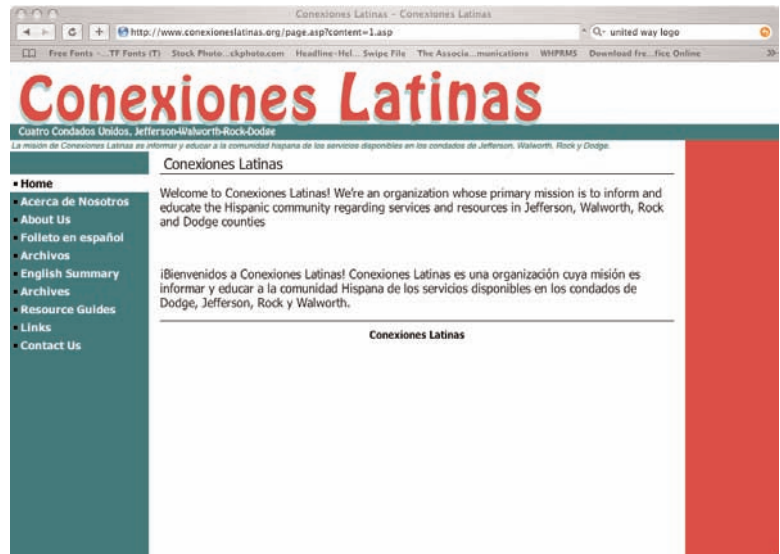 Conexiones Latinas – Conexiones Latinas
http://www.conexioneslatinas.org/page.asp?content=1.asp
united way logo
Free Fonts -...TF Fonts (T) Stock Photo...ckphoto.com Headline-Hel... Swipe File The Associa...munications WHPRMS Download fre...fice Online
Conexiones Latinas
Cuatro Condados Unidos, Jefferson-Walworth-Rock-Dodge
La misión de Conexiones Latinas es informar y educar a la comunidad hispana de los servicios disponibles en los condados de Jefferson, Walworth, Rock y Dodge.
Conexiones Latinas
Home
Acerca de Nosotros
About Us
Folleto en español
Archivos
English Summary
Archives
Resource Guides
Links
Contact Us
Welcome to Conexiones Latinas! We're an organization whose primary mission is to inform and
educate the Hispanic community regarding services and resources in Jefferson, Walworth, Rock
and Dodge counties
¡Bienvenidos a Conexiones Latinas! Conexiones Latinas es una organización cuya misión es
informar y educar a la comunidad Hispana de los servicios disponibles en los condados de
Dodge, Jefferson, Rock y Walworth.
Conexiones Latinas